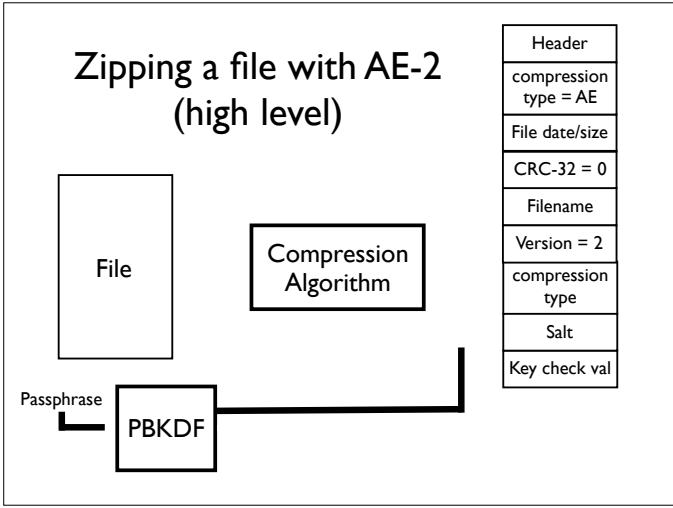 Zipping a file with AE-2
(high level)
File
Compression
Algorithm
Passphrase
PBKDF
Header
compression
type = AE
File date/size
CRC-32 = 0
Filename
Version = 2
compression
type
Salt
Key check val